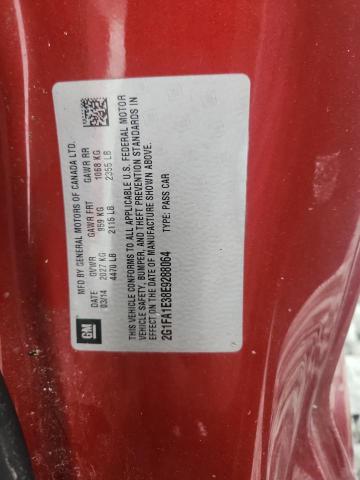 MFD BY GENERAL MOTORS OF CANADA LTD.
DATE GVWR GAWR FRT GAWR RR
03/14 2027 KG 959 KG 1068 KG
4470 LB 2115 LB 2355 LB
THIS VEHICLE CONFORMS TO ALL APPLICABLE U.S. FEDERAL MOTOR
VEHICLE SAFETY, BUMPER, AND THEFT PREVENTION STANDARDS IN
EFFECT ON THE DATE OF MANUFACTURE SHOWN ABOVE.
2G1FA1E38E9288064 TYPE: PASS CAR
GM